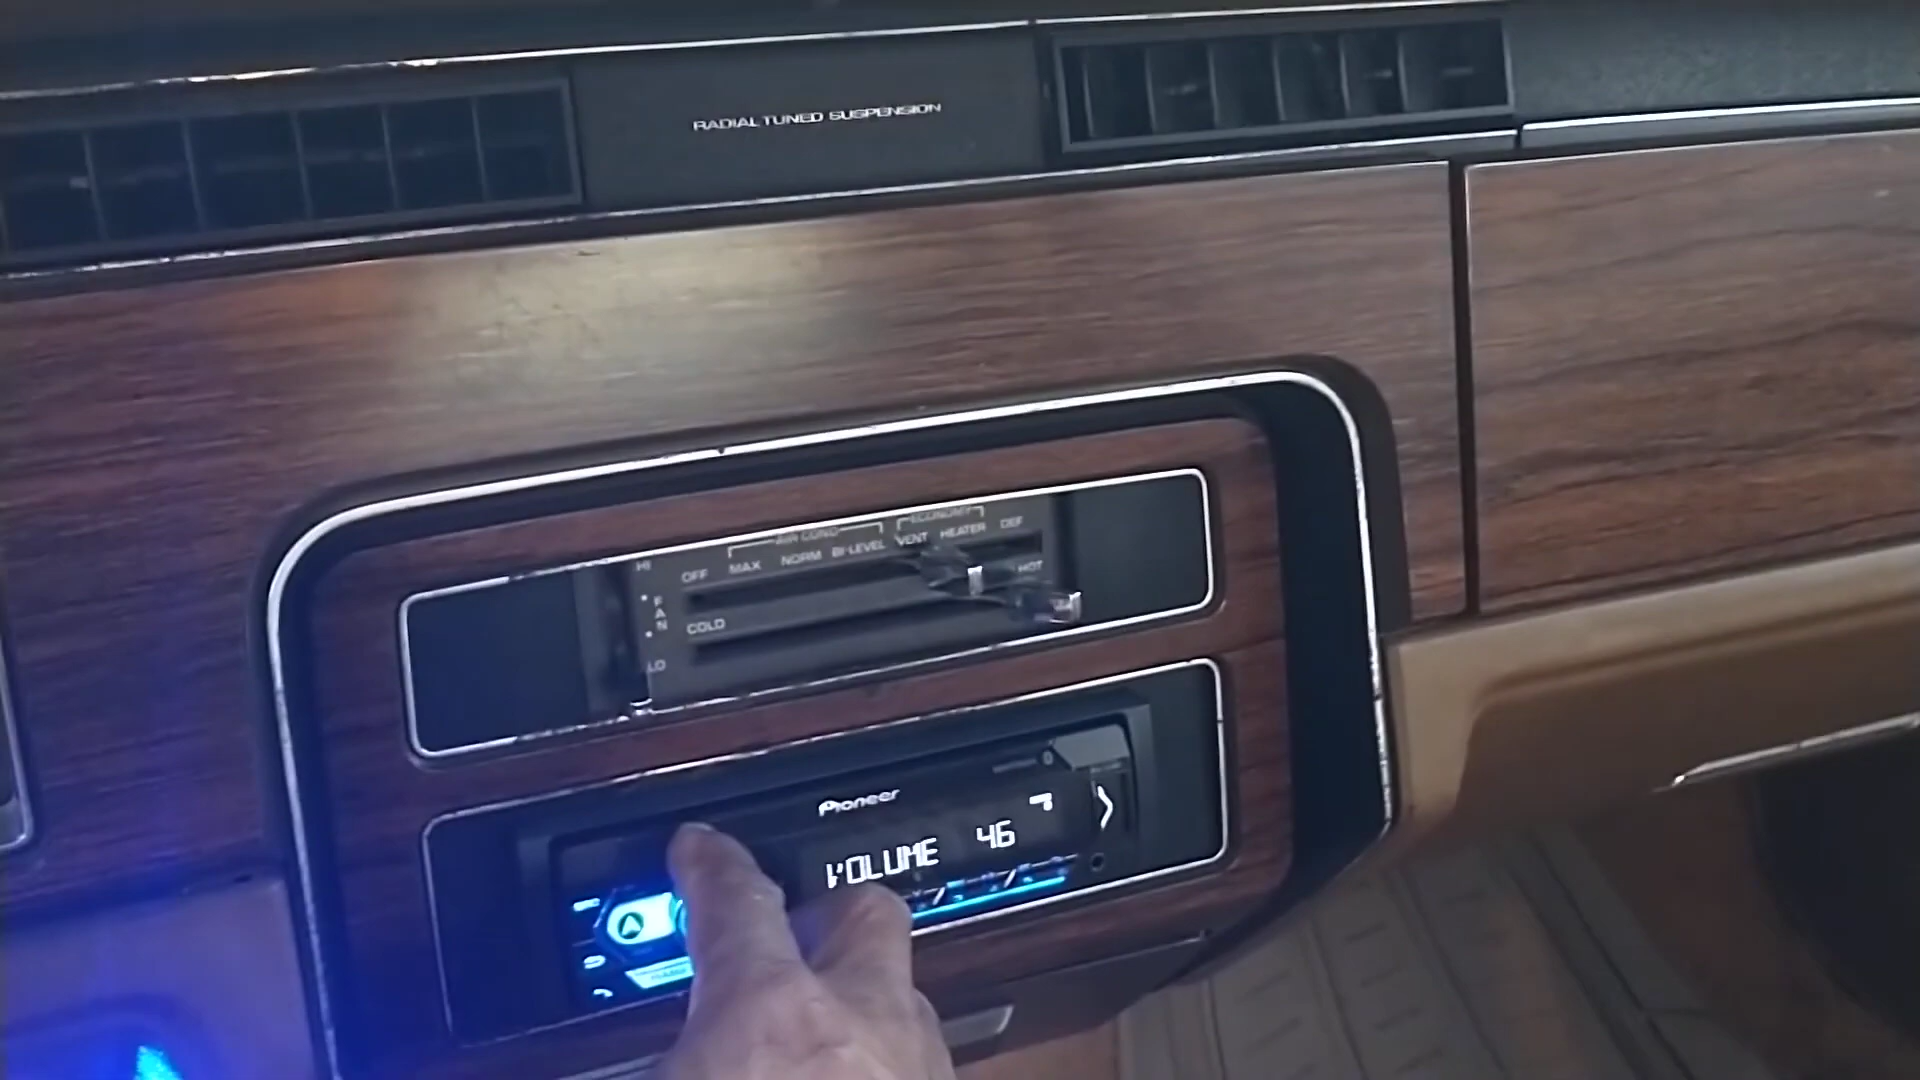 RADIAL TUNED SUSPENSION
AIR COND ECONOMY
HI OFF MAX NORM BI-LEVEL VENT HEATER DEF
FAN
COLD HOT
LO
Pioneer
VOLUME 46